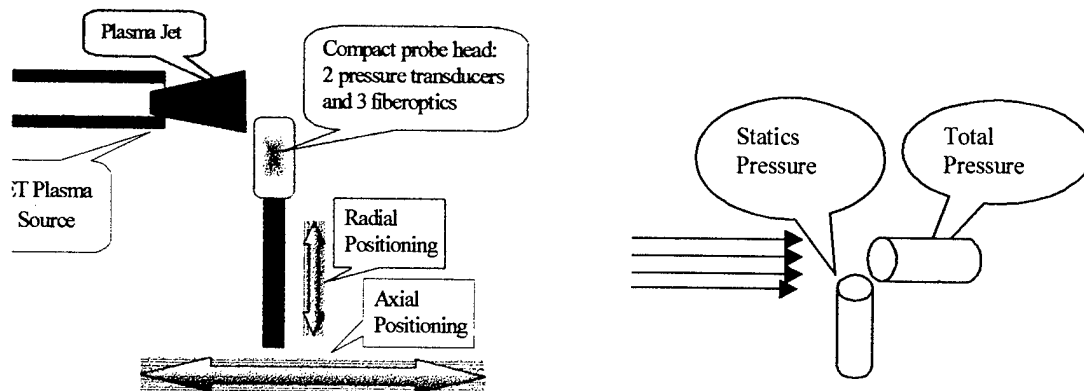 Plasma Jet
Compact probe head:
2 pressure transducers
and 3 fiberoptics
ET Plasma
Source
Radial
Positioning
Axial
Positioning
Statics
Pressure
Total
Pressure